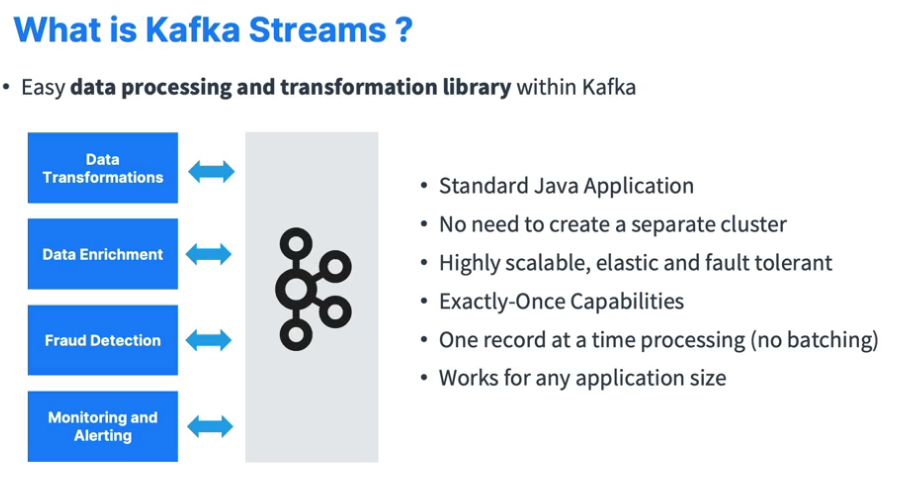 What is Kafka Streams ?
• Easy data processing and transformation library within Kafka
Data
Transformations
Data Enrichment
Fraud Detection
Monitoring and
Alerting
• Standard Java Application
• No need to create a separate cluster
• Highly scalable, elastic and fault tolerant
• Exactly-Once Capabilities
• One record at a time processing (no batching)
• Works for any application size